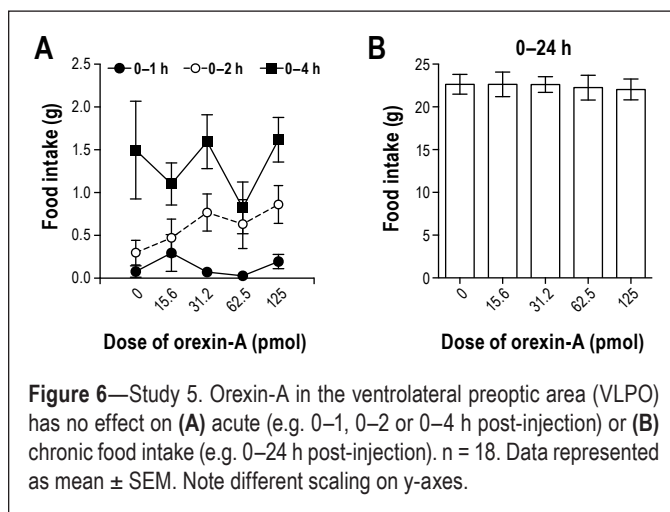 A
B
0–1 h 0–2 h 0–4 h
0–24 h
Food intake (g)
2.5
2.0
1.5
1.0
0.5
0.0
0 15.6 31.2 62.5 125
Dose of orexin-A (pmol)
Food intake (g)
25
20
15
10
5
0
0 15.6 31.2 62.5 125
Dose of orexin-A (pmol)
Figure 6—Study 5. Orexin-A in the ventrolateral preoptic area (VLPO)
has no effect on (A) acute (e.g. 0–1, 0–2 or 0–4 h post-injection) or (B)
chronic food intake (e.g. 0–24 h post-injection). n = 18. Data represented
as mean ± SEM. Note different scaling on y-axes.